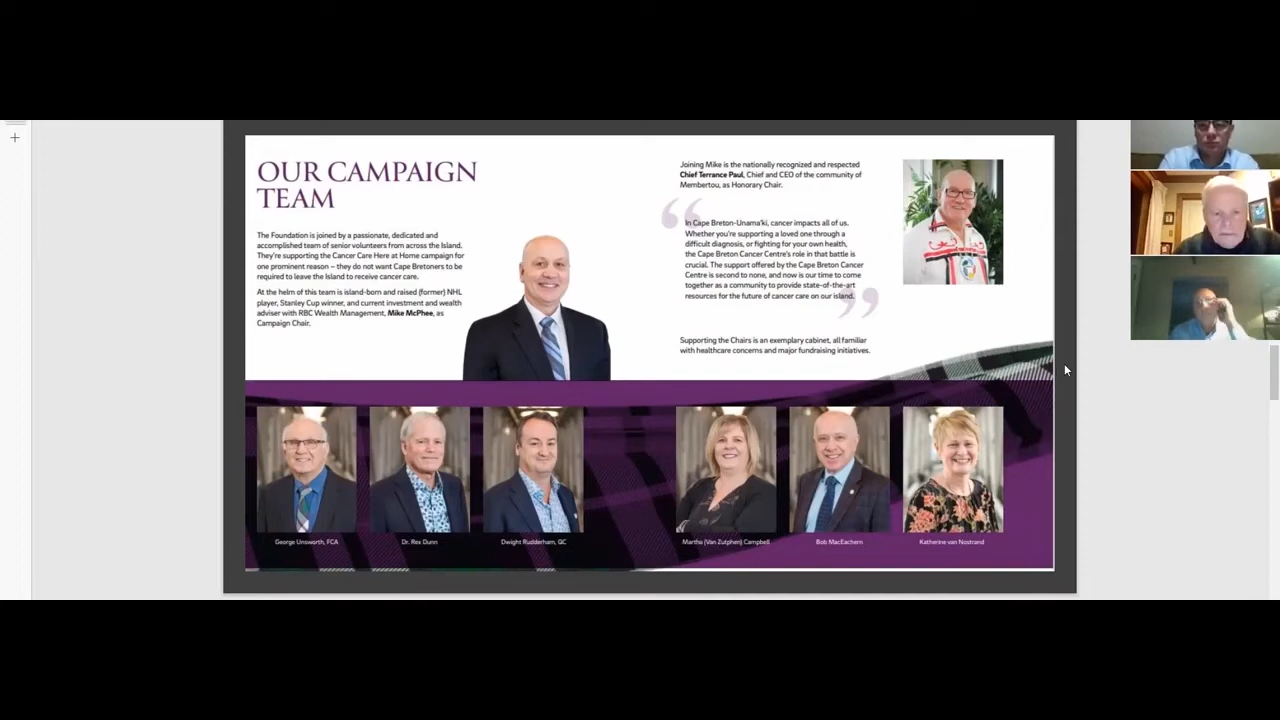 OUR CAMPAIGN
TEAM
The Foundation is joined by a passionate, dedicated and
accomplished team of senior volunteers from across the Island.
They're supporting the Cancer Care Here at Home campaign for
one prominent reason – they do not want Cape Bretoners to be
required to leave the Island to receive cancer care.
At the helm of this team is island-born and raised (former) NHL
player, Stanley Cup winner, and current investment and wealth
adviser with RBC Wealth Management, Mike McPhee, as
Campaign Chair.
Joining Mike is the nationally recognized and respected
Chief Terrance Paul, Chief and CEO of the community of
Membertou, as Honorary Chair.
“In Cape Breton-Unama'ki, cancer impacts all of us.
Whether you're supporting a loved one through a
difficult diagnosis, or fighting for your own health,
the Cape Breton Cancer Centre's role in that battle is
crucial. The support offered by the Cape Breton Cancer
Centre is second to none, and now is our time to come
together as a community to provide state-of-the-art
resources for the future of cancer care on our island.”
Supporting the Chairs is an exemplary cabinet, all familiar
with healthcare concerns and major fundraising initiatives.
George Unsworth, FCA
Dr. Rex Dunn
Dwight Rudderham, QC
Martha (Van Zutphen) Campbell
Bob MacEachern
Katherine van Nostrand